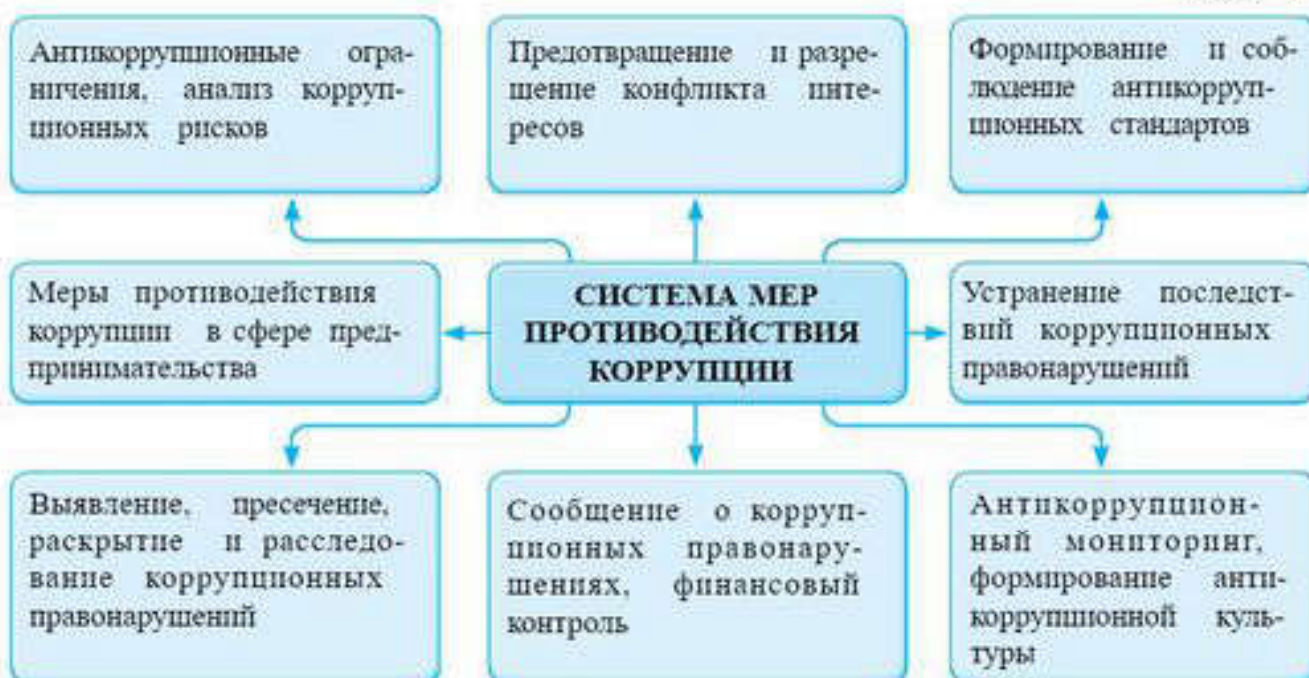 Антикоррупционные огра-
ничения, анализ корруп-
ционных рисков
Предотвращение и разре-
шение конфликта инте-
ресов
Формирование и соб-
людение антикорруп-
ционных стандартов
Меры противодействия
коррупции в сфере пред-
принимательства
СИСТЕМА МЕР
ПРОТИВОДЕЙСТВИЯ
КОРРУПЦИИ
Устранение последст-
вий коррупционных
правонарушений
Выявление, пресечение,
раскрытие и расследо-
вание коррупционных
правонарушений
Сообщение о корруп-
ционных правонару-
шениях, финансовый
контроль
Антикоррупцион-
ный мониторинг,
формирование анти-
коррупционной куль-
туры